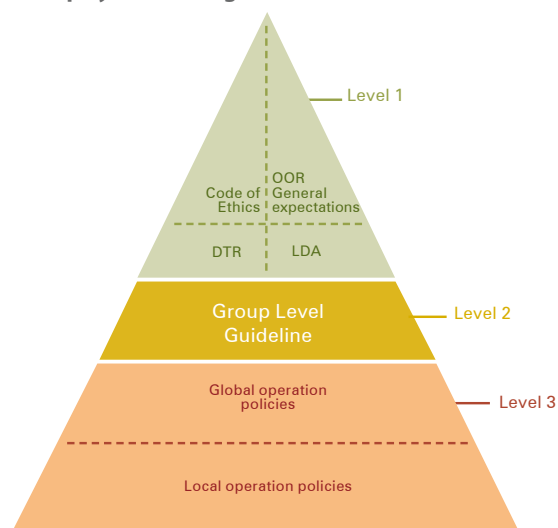 Level 1
Code of
Ethics
OOR
General
expectations
DTR
LDA
Group Level
Guideline
Level 2
Global operation
policies
Level 3
Local operation policies